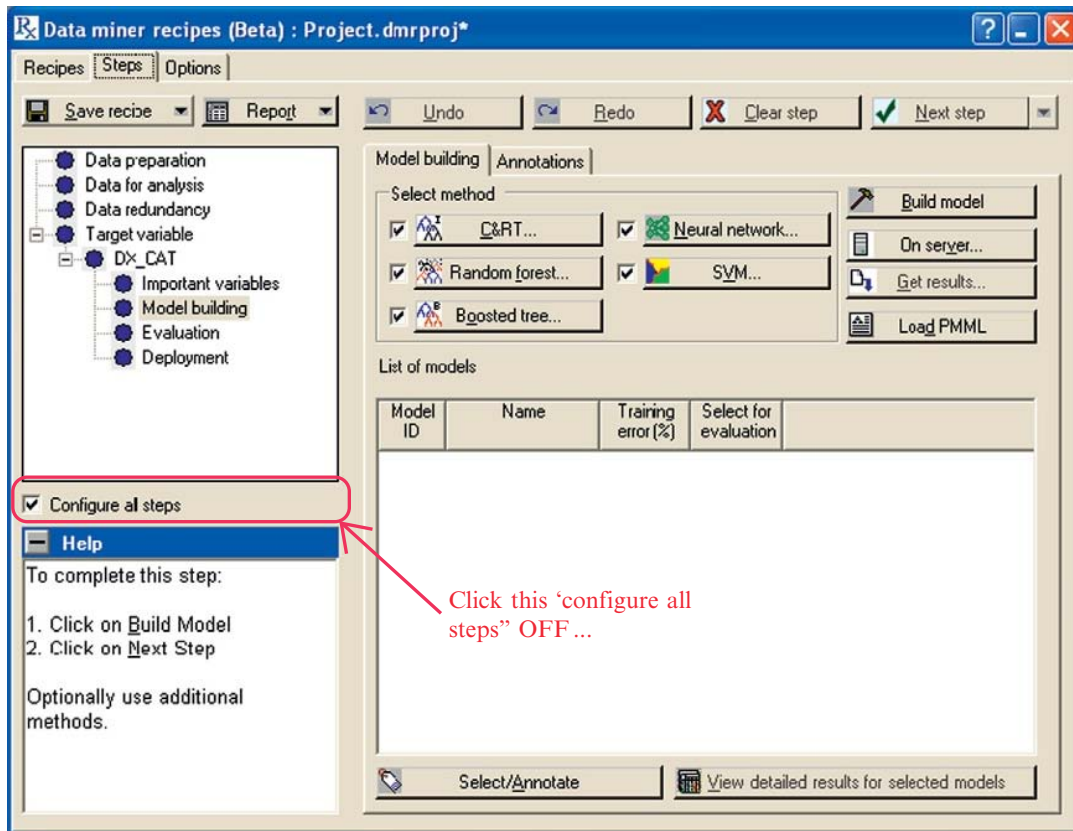 Data miner recipes (Beta) : Project.dmrproj*
Recipes Steps Options
Save recipe Report Undo Redo Clear step Next step
Data preparation
Data for analysis
Data redundancy
Target variable
DX_CAT
Important variables
Model building
Evaluation
Deployment
Configure all steps
Help
To complete this step:
1. Click on Build Model
2. Click on Next Step
Optionally use additional
methods.
Model building Annotations
Select method
C&RT... Neural network...
Random forest... SVM...
Boosted tree...
Build model
On server...
Get results...
Load PMML
List of models
Model ID Name Training error (%) Select for evaluation
Click this ‘configure all
steps” OFF ...
Select/Annotate View detailed results for selected models